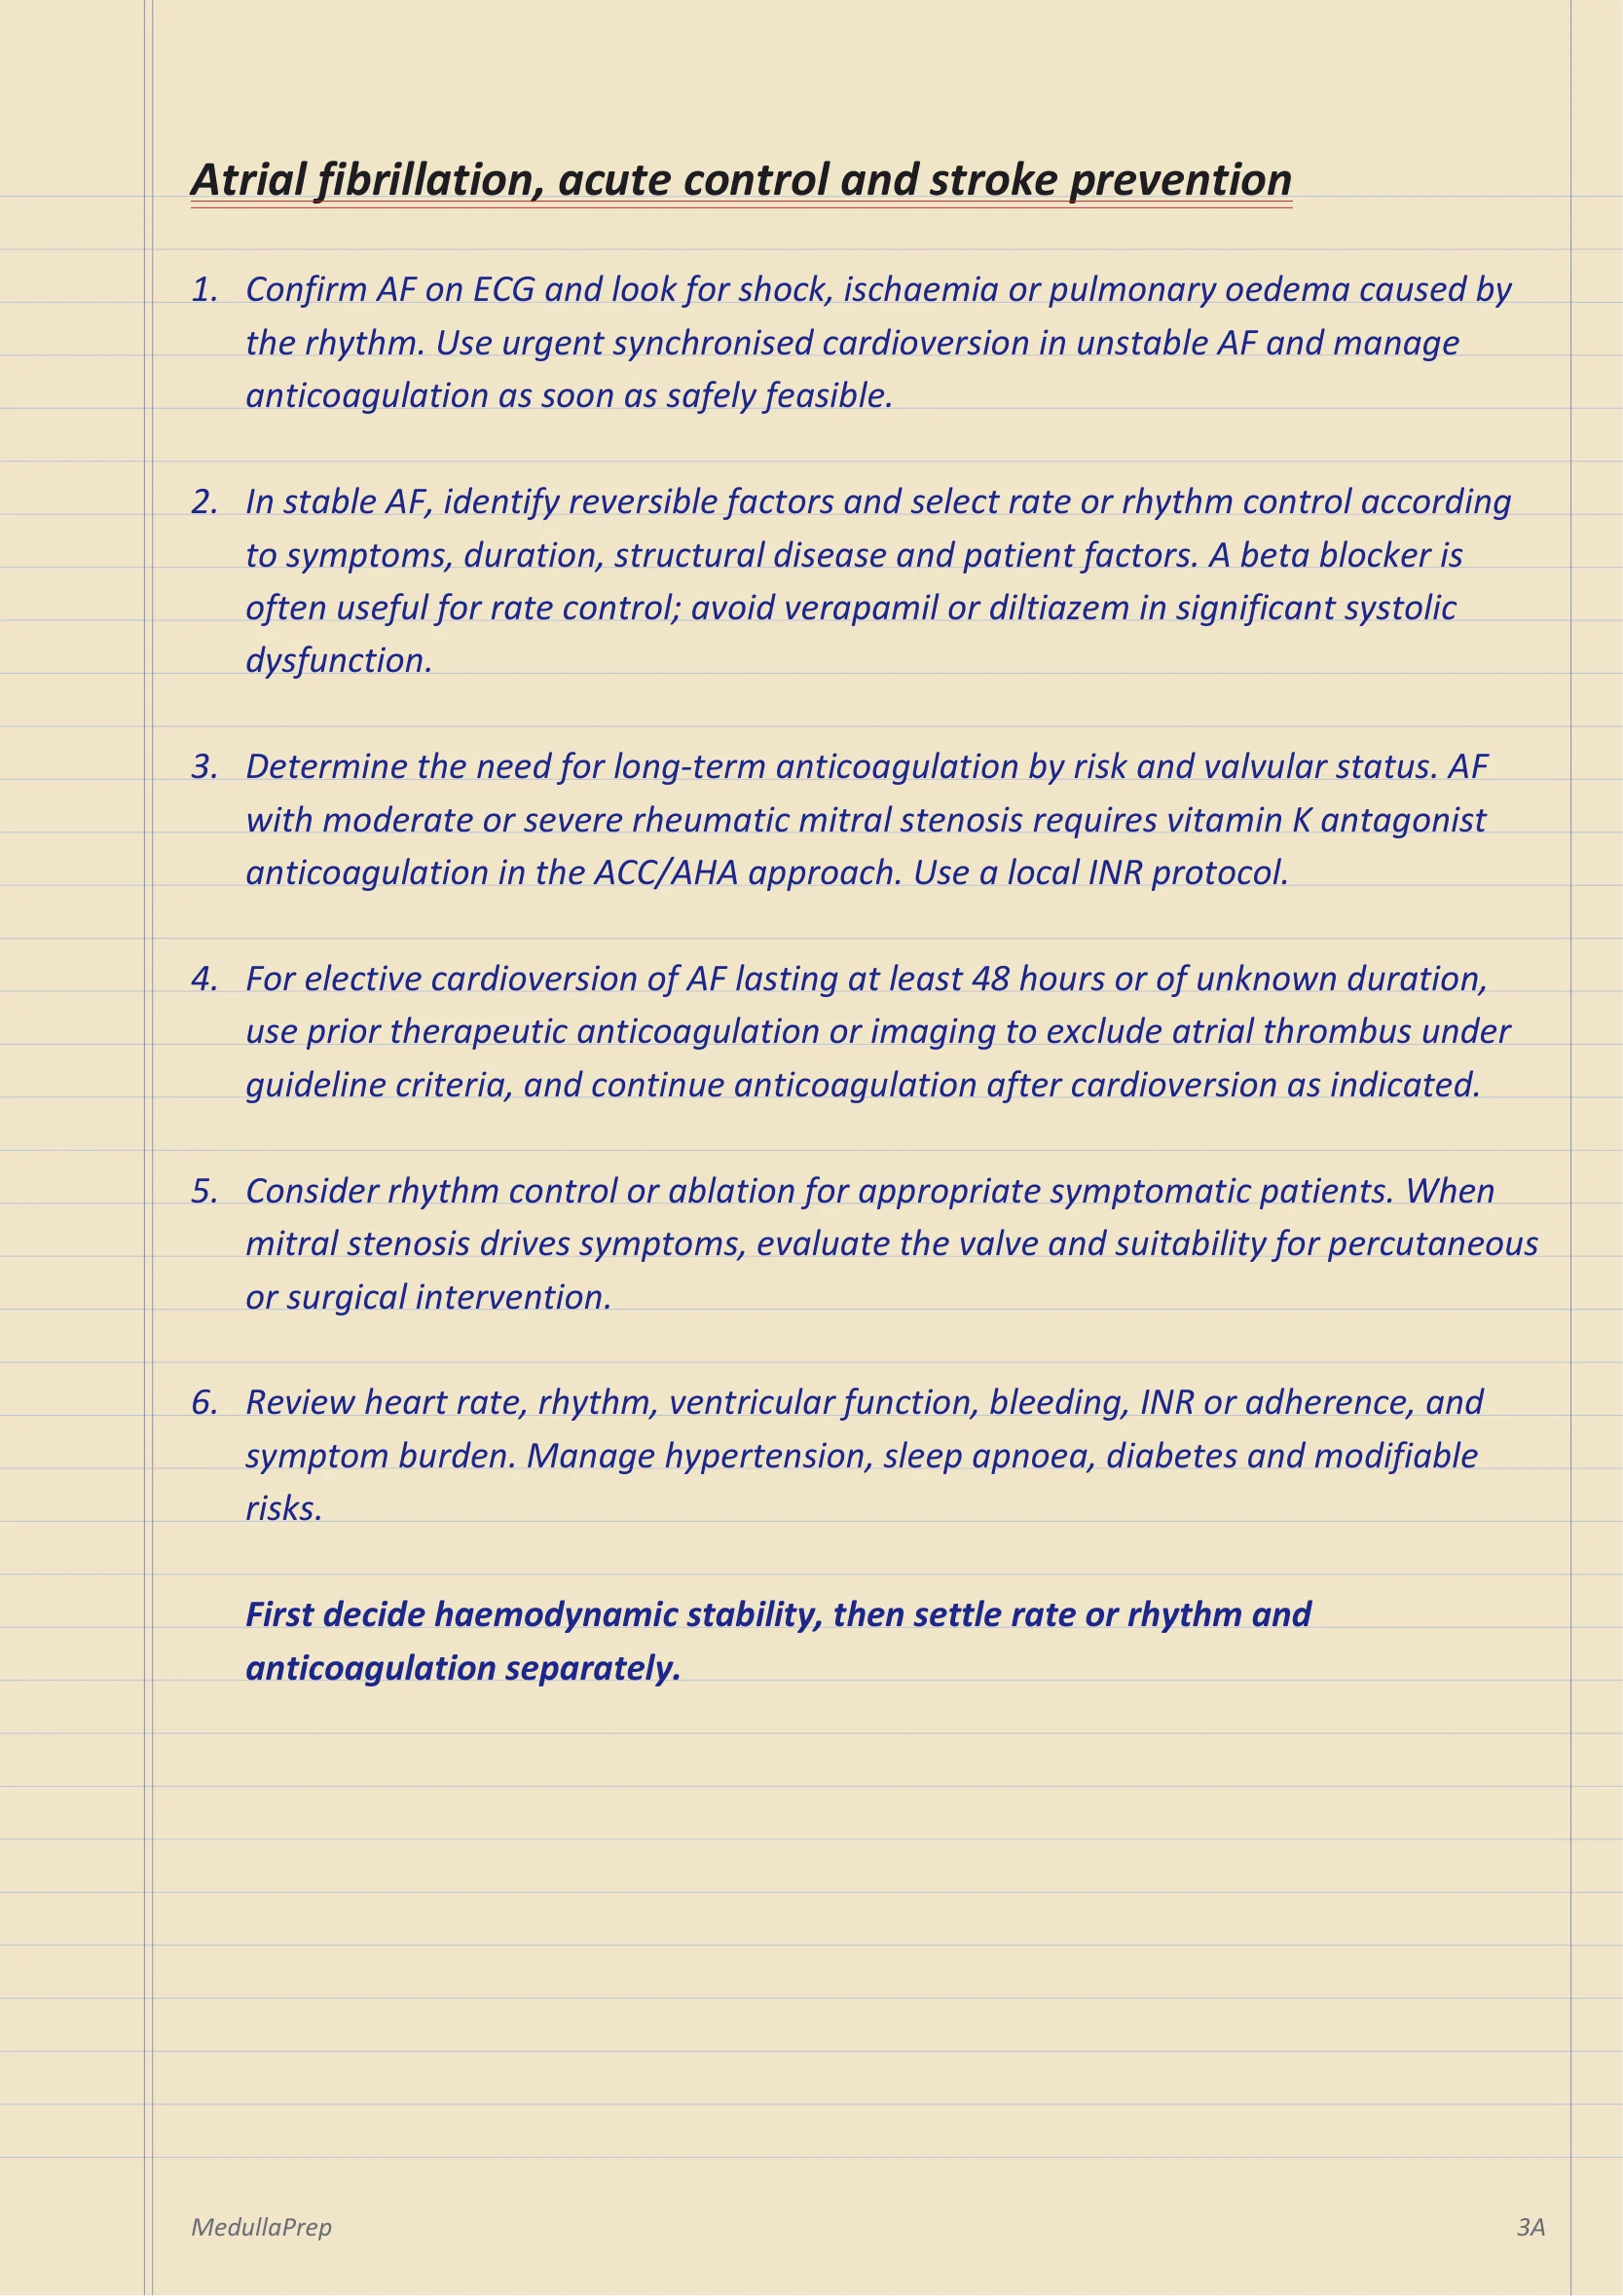 Atrial fibrillation, acute control and stroke prevention
1. Confirm AF on ECG and look for shock, ischaemia or pulmonary oedema caused by
the rhythm. Use urgent synchronised cardioversion in unstable AF and manage
anticoagulation as soon as safely feasible.
2. In stable AF, identify reversible factors and select rate or rhythm control according
to symptoms, duration, structural disease and patient factors. A beta blocker is
often useful for rate control; avoid verapamil or diltiazem in significant systolic
dysfunction.
3. Determine the need for long-term anticoagulation by risk and valvular status. AF
with moderate or severe rheumatic mitral stenosis requires vitamin K antagonist
anticoagulation in the ACC/AHA approach. Use a local INR protocol.
4. For elective cardioversion of AF lasting at least 48 hours or of unknown duration,
use prior therapeutic anticoagulation or imaging to exclude atrial thrombus under
guideline criteria, and continue anticoagulation after cardioversion as indicated.
5. Consider rhythm control or ablation for appropriate symptomatic patients. When
mitral stenosis drives symptoms, evaluate the valve and suitability for percutaneous
or surgical intervention.
6. Review heart rate, rhythm, ventricular function, bleeding, INR or adherence, and
symptom burden. Manage hypertension, sleep apnoea, diabetes and modifiable
risks.
First decide haemodynamic stability, then settle rate or rhythm and
anticoagulation separately.
MedullaPrep
3A